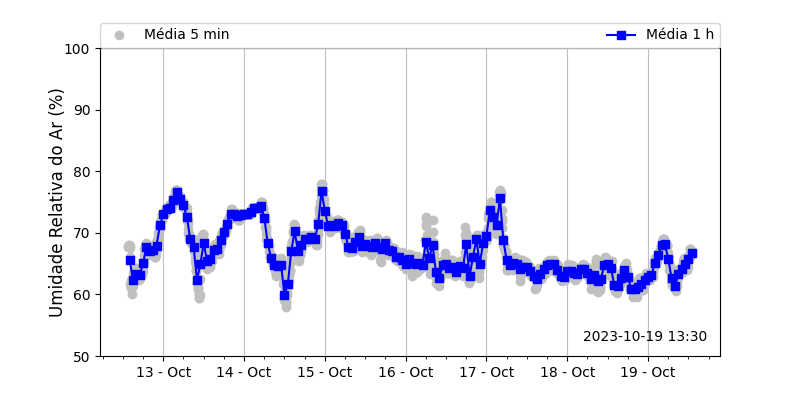 Média 5 min
Média 1 h
Umidade Relativa do Ar (%)
100
90
80
70
60
50
2023-10-19 13:30
13 - Oct
14 - Oct
15 - Oct
16 - Oct
17 - Oct
18 - Oct
19 - Oct